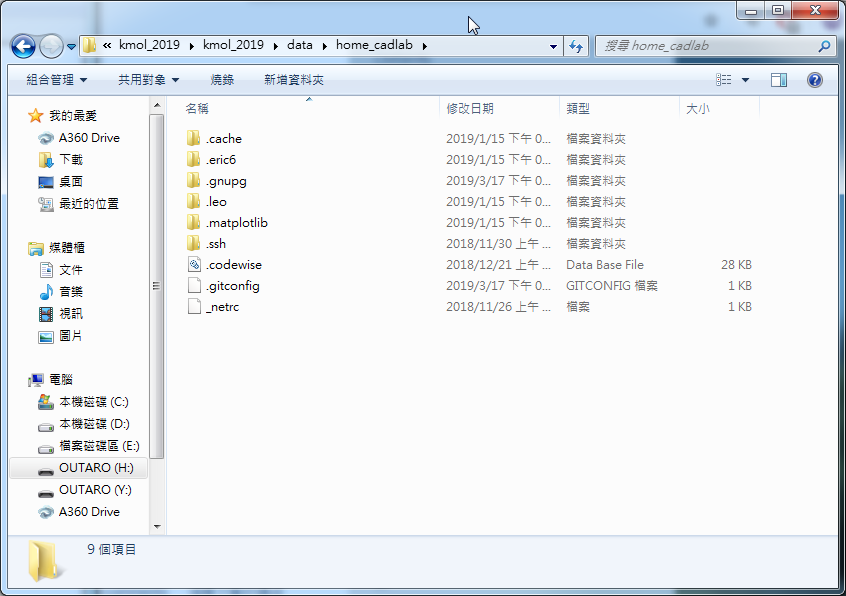 « kmol_2019 ▸ kmol_2019 ▸ data ▸ home_cadlab ▸
搜尋 home_cadlab
組合管理 共用對象 燒錄 新增資料夾
名稱 修改日期 類型 大小
我的最愛
A360 Drive
下載
桌面
最近的位置
媒體櫃
文件
音樂
視訊
圖片
電腦
本機磁碟 (C:)
本機磁碟 (D:)
檔案磁碟區 (E:)
OUTARO (H:)
OUTARO (Y:)
A360 Drive
.cache 2019/1/15 下午 0... 檔案資料夾
.eric6 2019/1/15 下午 0... 檔案資料夾
.gnupg 2019/3/17 下午 0... 檔案資料夾
.leo 2019/1/15 下午 0... 檔案資料夾
.matplotlib 2019/1/15 下午 0... 檔案資料夾
.ssh 2018/11/30 上午 ... 檔案資料夾
.codewise 2018/12/21 上午 ... Data Base File 28 KB
.gitconfig 2019/3/17 下午 0... GITCONFIG 檔案 1 KB
_netrc 2018/11/26 上午 ... 檔案 1 KB
9 個項目